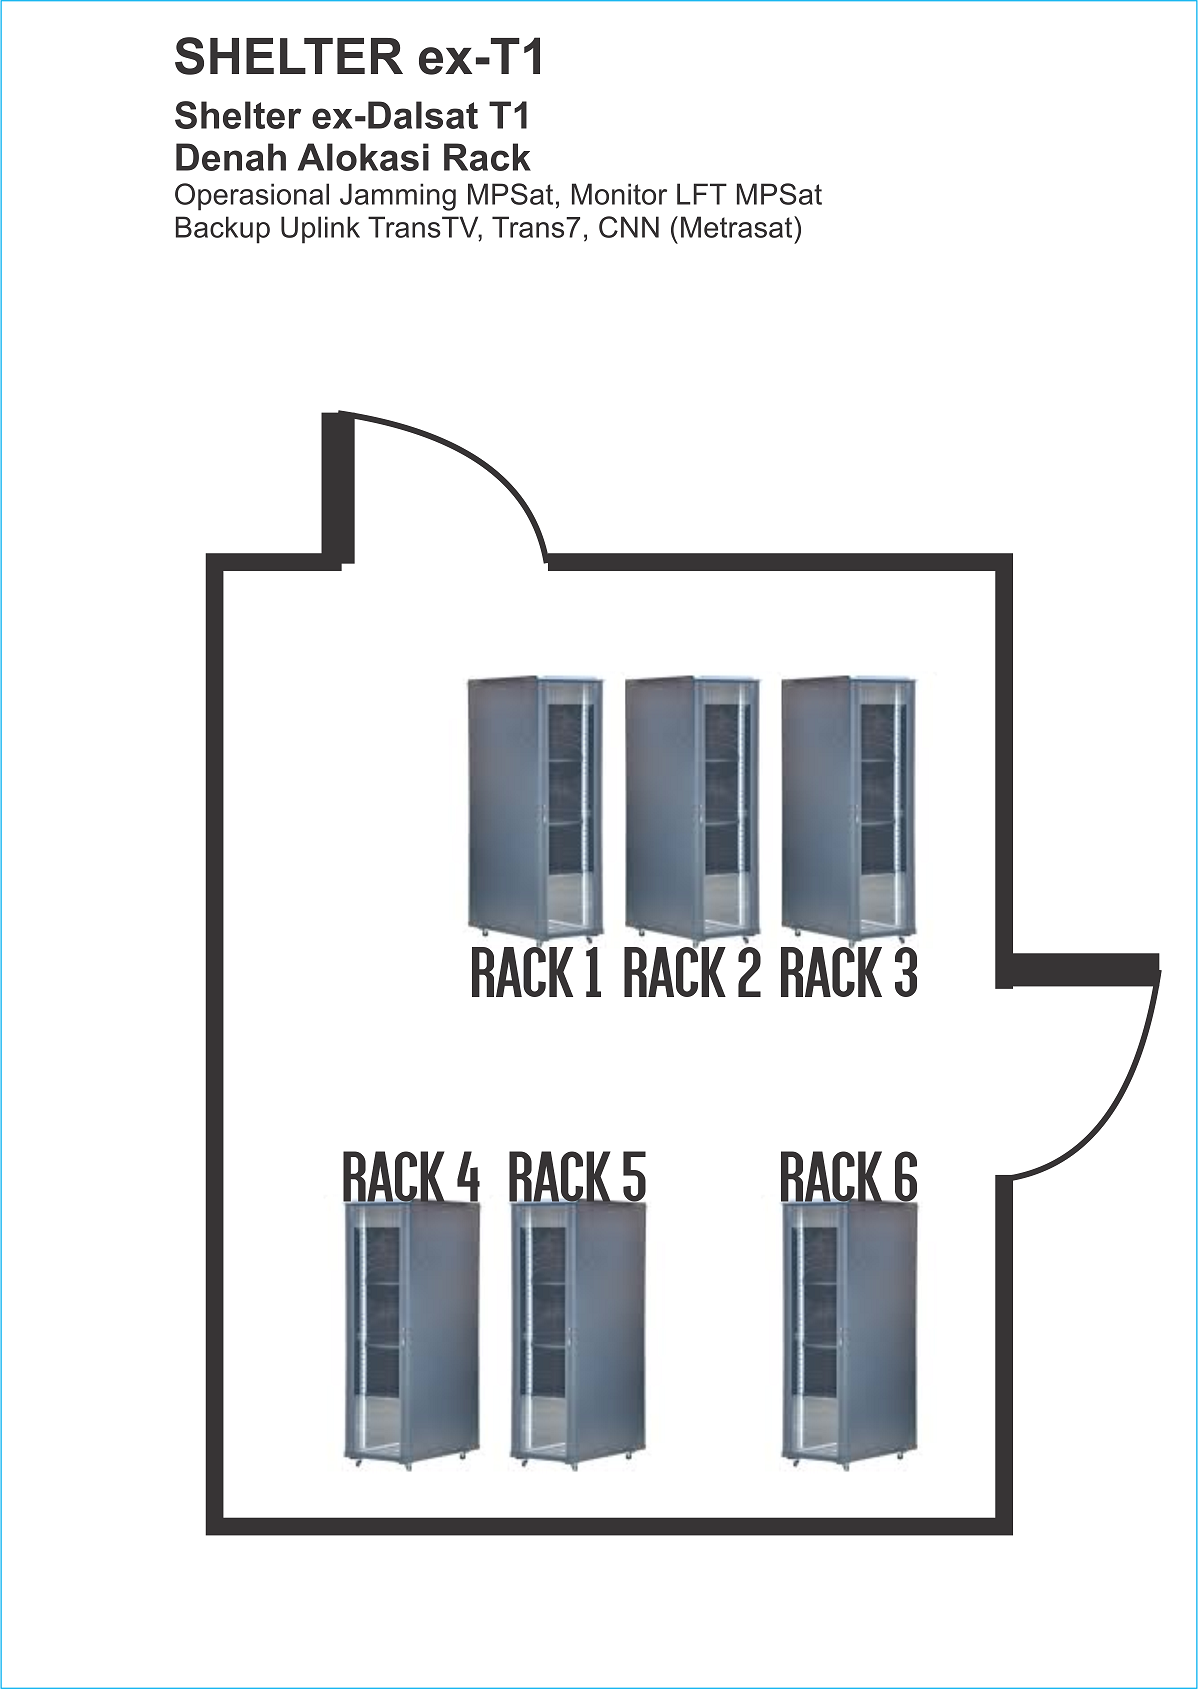 SHELTER ex-T1
Shelter ex-Dalsat T1
Denah Alokasi Rack
Operasional Jamming MPSat, Monitor LFT MPSat
Backup Uplink TransTV, Trans7, CNN (Metrasat)
RACK 1 RACK 2 RACK 3
RACK 4 RACK 5 RACK 6